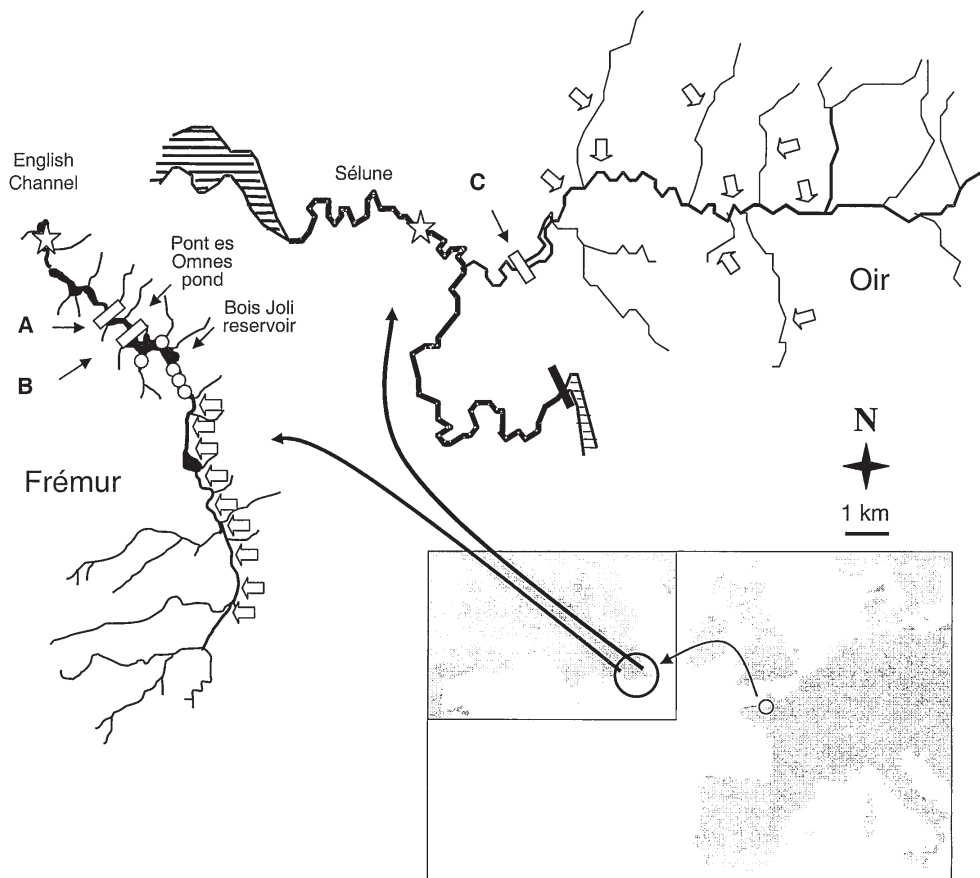 English
Channel
Sélune
C
Pont es
Omnes
pond
Bois Joli
reservoir
A
B
Oir
Frémur
N
1 km